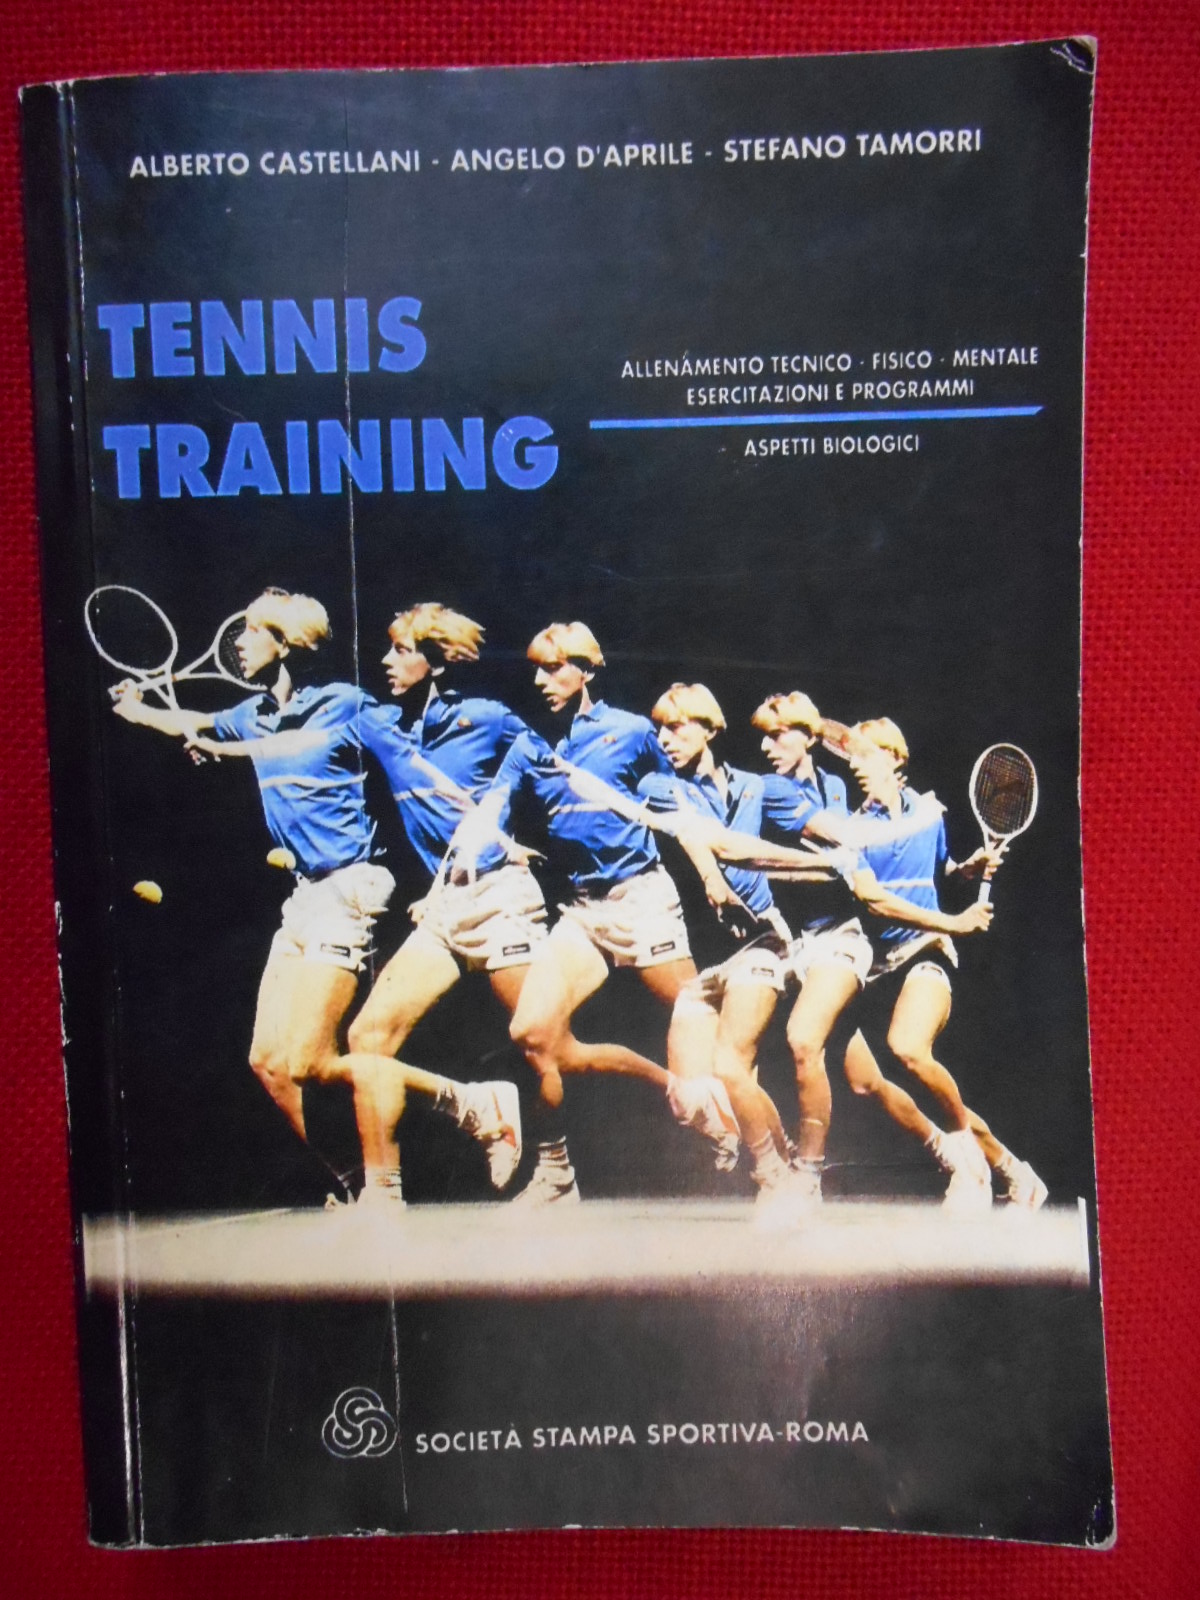 ALBERTO CASTELLANI - ANGELO D'APRILE - STEFANO TAMORRI
TENNIS
TRAINING
ALLENAMENTO TECNICO - FISICO - MENTALE
ESERCITAZIONI E PROGRAMMI
ASPETTI BIOLOGICI
SOCIETÀ STAMPA SPORTIVA-ROMA